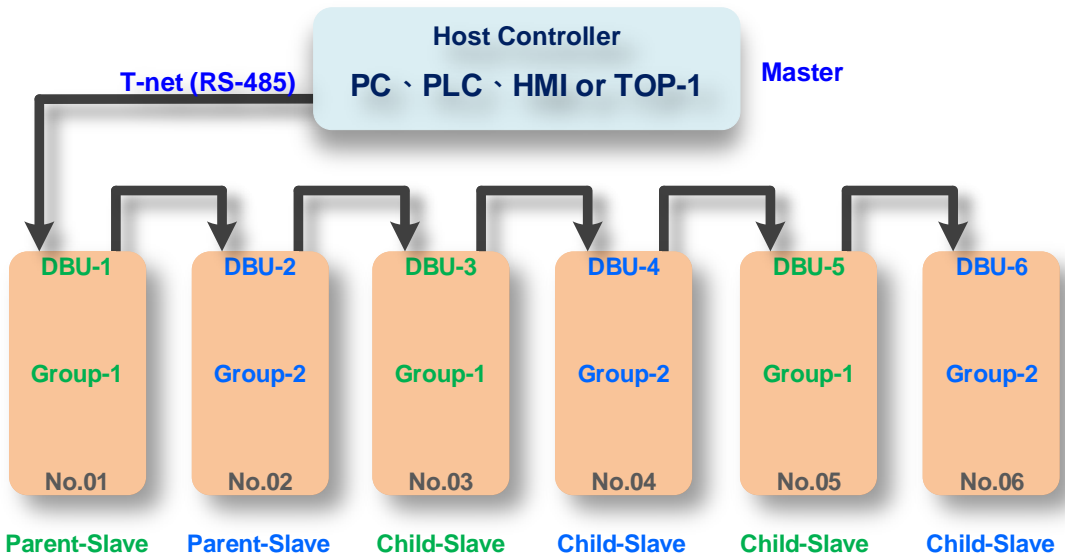 Host Controller
T-net (RS-485)
PC、PLC、HMI or TOP-1
Master
DBU-1 DBU-2 DBU-3 DBU-4 DBU-5 DBU-6
Group-1 Group-2 Group-1 Group-2 Group-1 Group-2
No.01 No.02 No.03 No.04 No.05 No.06
Parent-Slave Parent-Slave Child-Slave Child-Slave Child-Slave Child-Slave